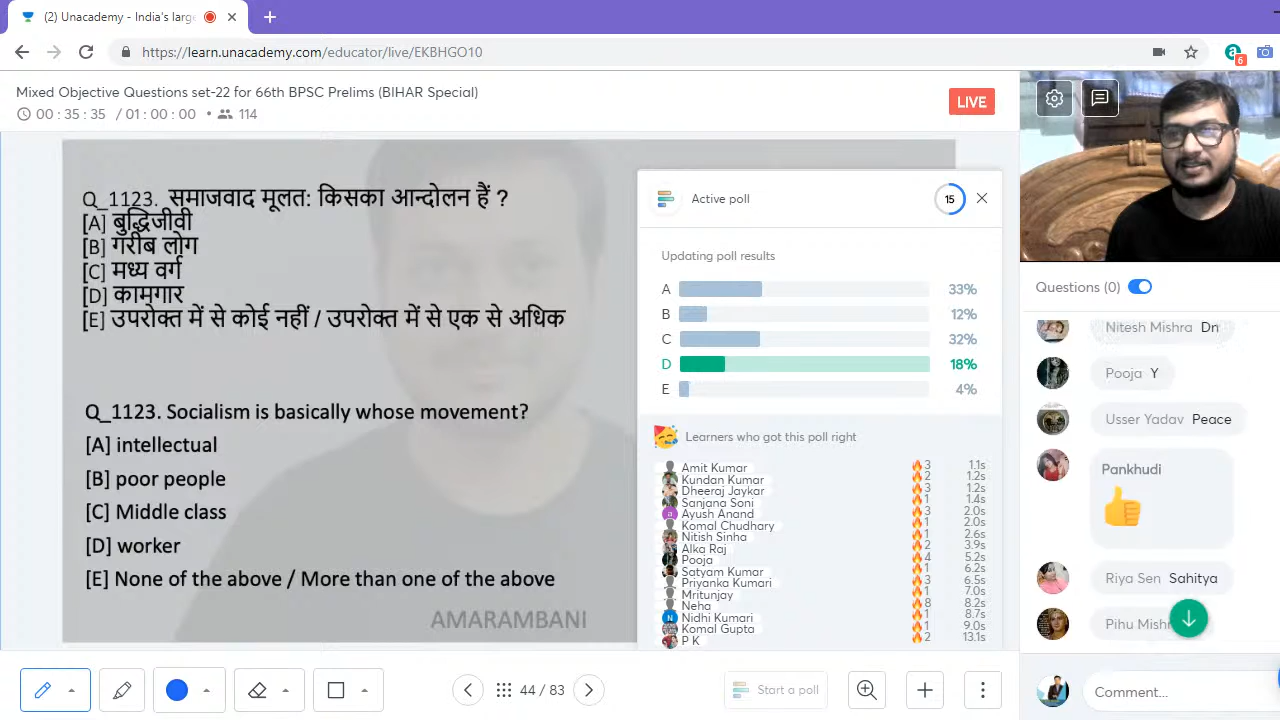 (2) Unacademy - India's larg
https://learn.unacademy.com/educator/live/EKBHGO10
6
Mixed Objective Questions set-22 for 66th BPSC Prelims (BIHAR Special)
00 : 35 : 35 / 01 : 00 : 00 • 114
LIVE
Q_1123. समाजवाद मूलत: किसका आन्दोलन हैं ?
[A] बुद्धिजीवी
[B] गरीब लोग
[C] मध्य वर्ग
[D] कामगार
[E] उपरोक्त में से कोई नहीं / उपरोक्त में से एक से अधिक
Q_1123. Socialism is basically whose movement?
[A] intellectual
[B] poor people
[C] Middle class
[D] worker
[E] None of the above / More than one of the above
AMARAMBANI
Active poll
15
Updating poll results
A 33%
B 12%
C 32%
D 18%
E 4%
Learners who got this poll right
Amit Kumar 3 1.1s
Kundan Kumar 2 1.2s
Dheeraj Jaykar 3 1.2s
Sanjana Soni 1 1.4s
a Ayush Anand 3 2.0s
Komal Chudhary 1 2.0s
Nitish Sinha 1 2.6s
Alka Raj 2 3.9s
Pooja 4 5.2s
Satyam Kumar 1 6.2s
Priyanka Kumari 3 6.5s
Mritunjay 1 7.0s
Neha 8 8.2s
N Nidhi Kumari 1 8.7s
Komal Gupta 1 9.0s
P K 2 13.1s
Questions (0)
Nitesh Mishra Dn
Pooja Y
Usser Yadav Peace
Pankhudi
Riya Sen Sahitya
Pihu Mish
44 / 83
Start a poll
Comment...